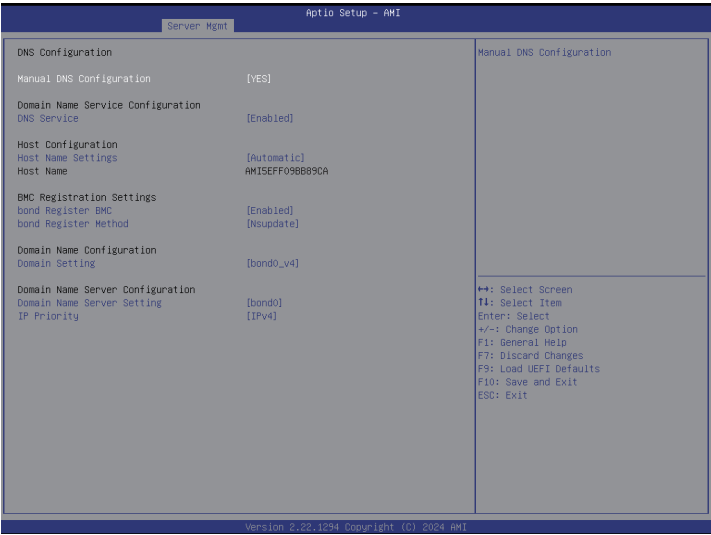 Aptio Setup - AMI
Server Mgmt
DNS Configuration
Manual DNS Configuration [YES]
Domain Name Service Configuration
DNS Service [Enabled]
Host Configuration
Host Name Settings [Automatic]
Host Name AMI5EFF09BB89CA
BMC Registration Settings
bond Register BMC [Enabled]
bond Register Method [Nsupdate]
Domain Name Configuration
Domain Setting [bond0_v4]
Domain Name Server Configuration
Domain Name Server Setting [bond0]
IP Priority [IPv4]
Manual DNS Configuration
↔: Select Screen
↑↓: Select Item
Enter: Select
+/-: Change Option
F1: General Help
F7: Discard Changes
F9: Load UEFI Defaults
F10: Save and Exit
ESC: Exit
Version 2.22.1294 Copyright (C) 2024 AMI